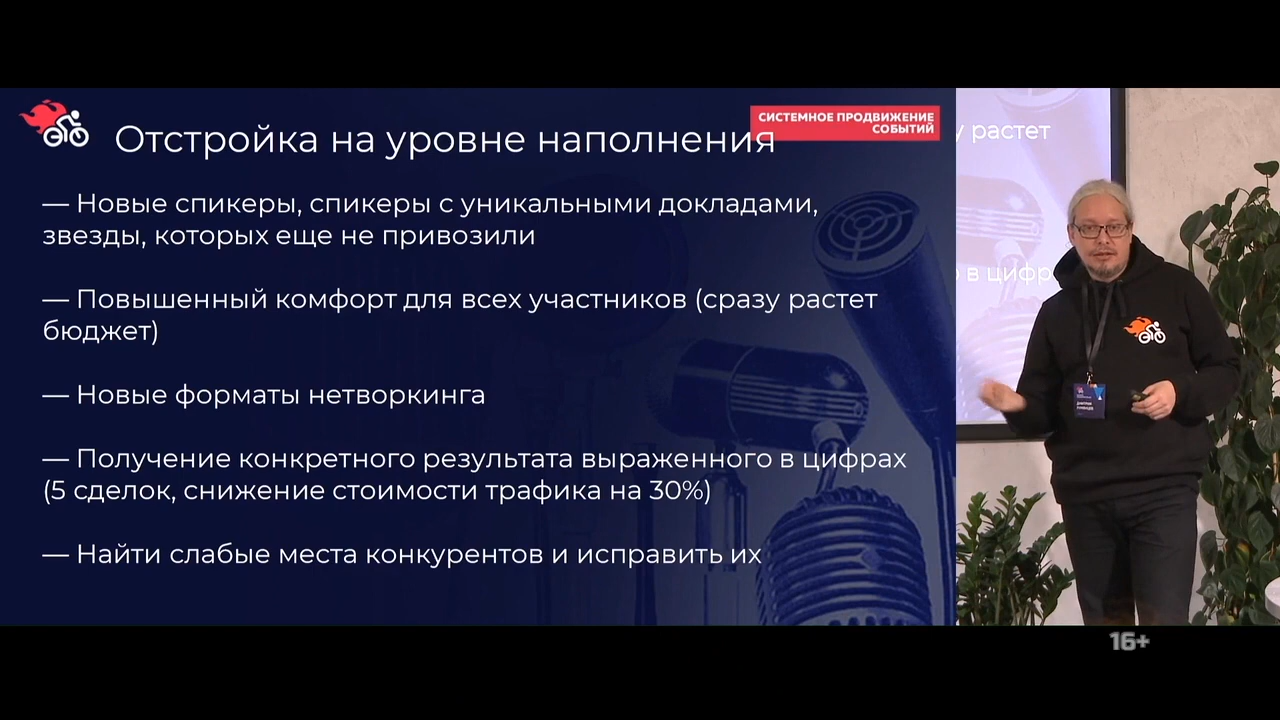 СИСТЕМНОЕ ПРОДВИЖЕНИЕ
СОБЫТИЙ
Отстройка на уровне наполнения
— Новые спикеры, спикеры с уникальными докладами,
звезды, которых еще не привозили
— Повышенный комфорт для всех участников (сразу растет
бюджет)
— Новые форматы нетворкинга
— Получение конкретного результата выраженного в цифрах
(5 сделок, снижение стоимости трафика на 30%)
— Найти слабые места конкурентов и исправить их
у растет
в цифр
ДМИТРИЙ
16+